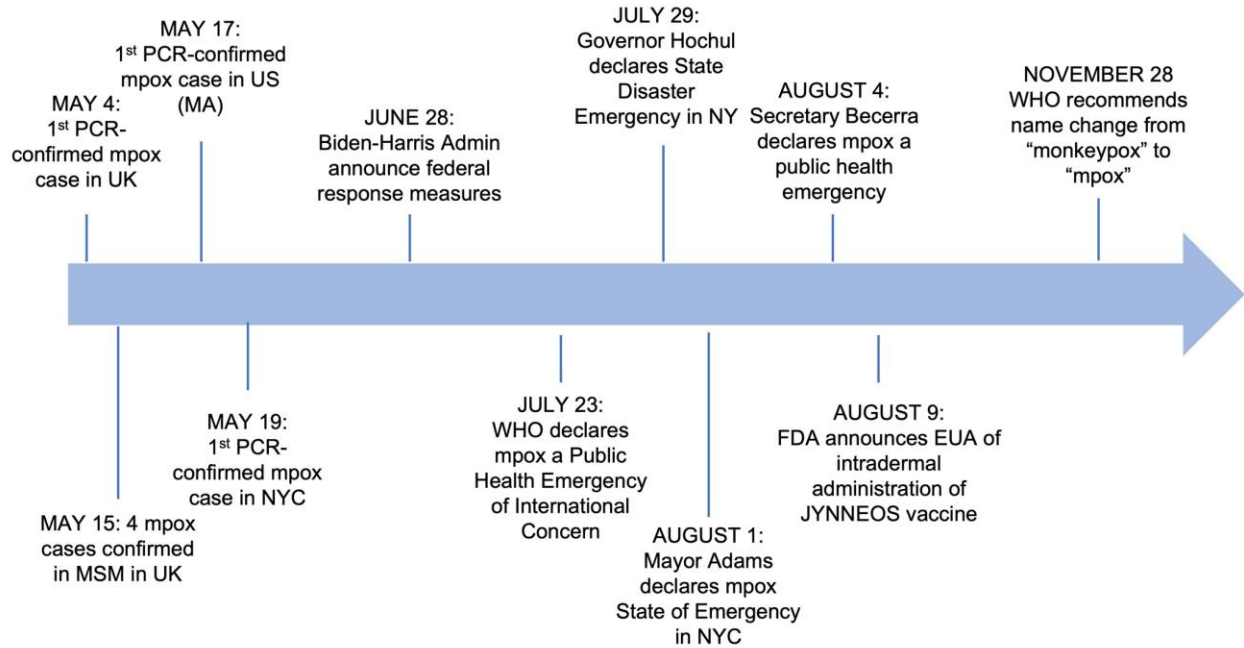 MAY 4:
1st PCR-
confirmed mpox
case in UK
MAY 17:
1st PCR-confirmed
mpox case in US
(MA)
JUNE 28:
Biden-Harris Admin
announce federal
response measures
JULY 29:
Governor Hochul
declares State
Disaster
Emergency in NY
AUGUST 4:
Secretary Becerra
declares mpox a
public health
emergency
NOVEMBER 28
WHO recommends
name change from
“monkeypox” to
“mpox”
MAY 15: 4 mpox
cases confirmed
in MSM in UK
MAY 19:
1st PCR-
confirmed mpox
case in NYC
JULY 23:
WHO declares
mpox a Public
Health Emergency
of International
Concern
AUGUST 1:
Mayor Adams
declares mpox
State of Emergency
in NYC
AUGUST 9:
FDA announces EUA of
intradermal
administration of
JYNNEOS vaccine